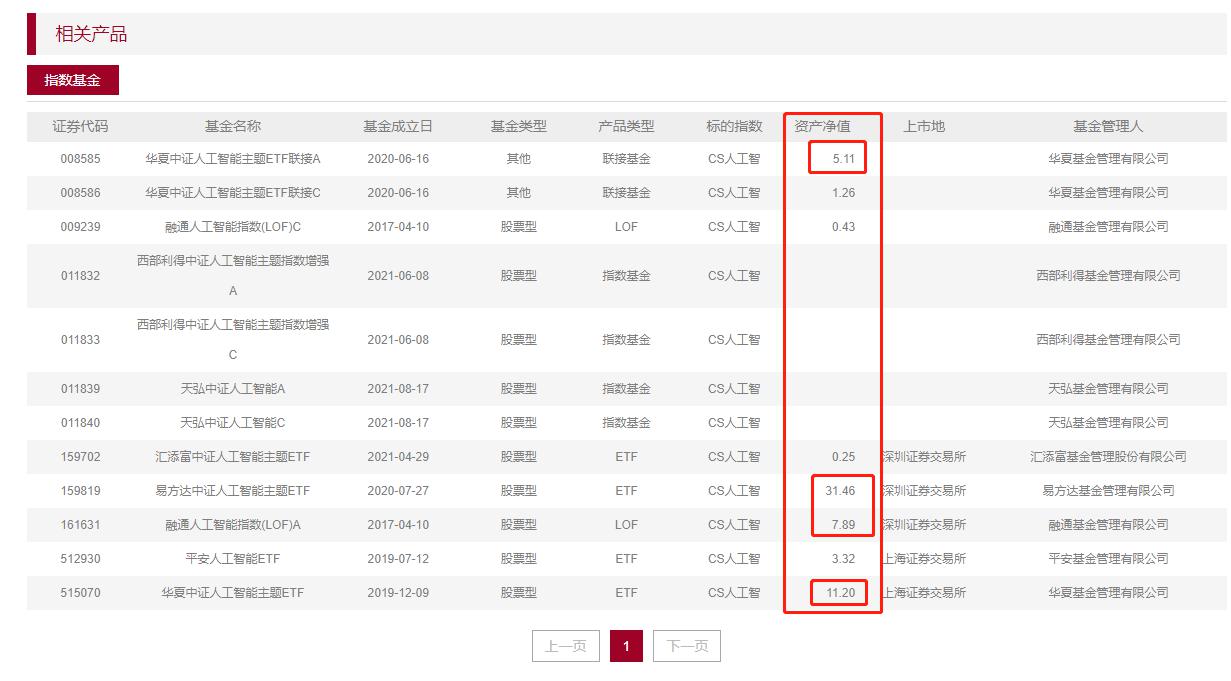 相关产品
指数基金
证券代码 基金名称 基金成立日 基金类型 产品类型 标的指数 资产净值 上市地 基金管理人
008585 华夏中证人工智能主题ETF联接A 2020-06-16 其他 联接基金 CS人工智 5.11 华夏基金管理有限公司
008586 华夏中证人工智能主题ETF联接C 2020-06-16 其他 联接基金 CS人工智 1.26 华夏基金管理有限公司
009239 融通人工智能指数(LOF)C 2017-04-10 股票型 LOF CS人工智 0.43 融通基金管理有限公司
西部利得中证人工智能主题指数增强
011832 2021-06-08 股票型 指数基金 CS人工智 西部利得基金管理有限公司
A
西部利得中证人工智能主题指数增强
011833 2021-06-08 股票型 指数基金 CS人工智 西部利得基金管理有限公司
C
011839 天弘中证人工智能A 2021-08-17 股票型 指数基金 CS人工智 天弘基金管理有限公司
011840 天弘中证人工智能C 2021-08-17 股票型 指数基金 CS人工智 天弘基金管理有限公司
159702 汇添富中证人工智能主题ETF 2021-04-29 股票型 ETF CS人工智 0.25 深圳证券交易所 汇添富基金管理股份有限公司
159819 易方达中证人工智能主题ETF 2020-07-27 股票型 ETF CS人工智 31.46 深圳证券交易所 易方达基金管理有限公司
161631 融通人工智能指数(LOF)A 2017-04-10 股票型 LOF CS人工智 7.89 深圳证券交易所 融通基金管理有限公司
512930 平安人工智能ETF 2019-07-12 股票型 ETF CS人工智 3.32 上海证券交易所 平安基金管理有限公司
515070 华夏中证人工智能主题ETF 2019-12-09 股票型 ETF CS人工智 11.20 上海证券交易所 华夏基金管理有限公司
上一页 1 下一页